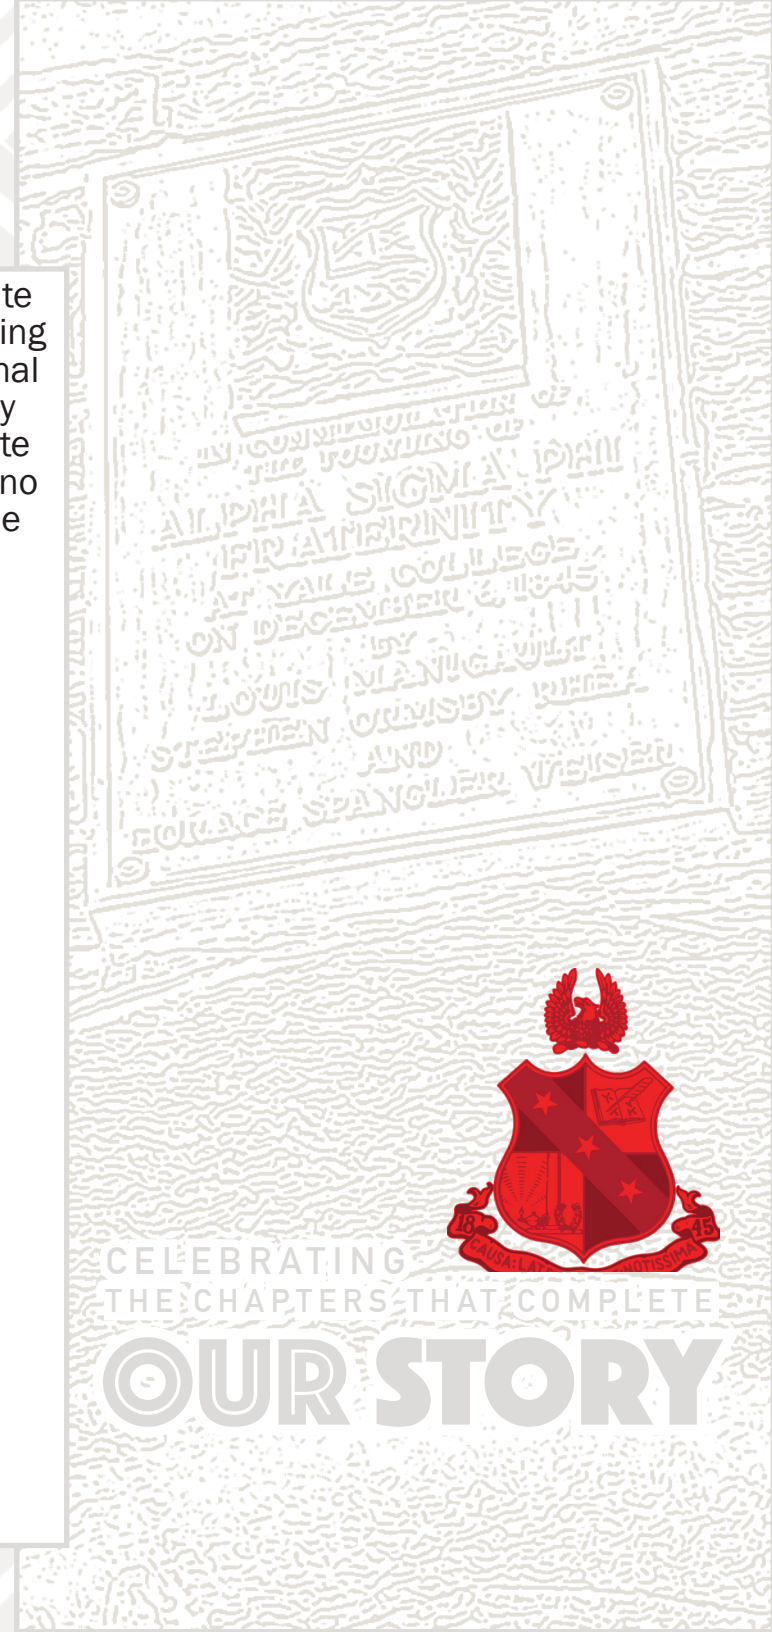 te
ing
nal
y
te
no
e
OF
THE FOUNDING OF
ALPHA SIGMA PHI
FRATERNITY
AT YALE COLLEGE
ON DECEMBER 6, 1845
BY
LOUIS MANIGAULT
STEPHEN ORMSBY RHEA
AND
HORACE SPANGLER WEISER
18 45
CAUSA: NOTISSIMA
CELEBRATING
THE CHAPTERS THAT COMPLETE
OUR STORY